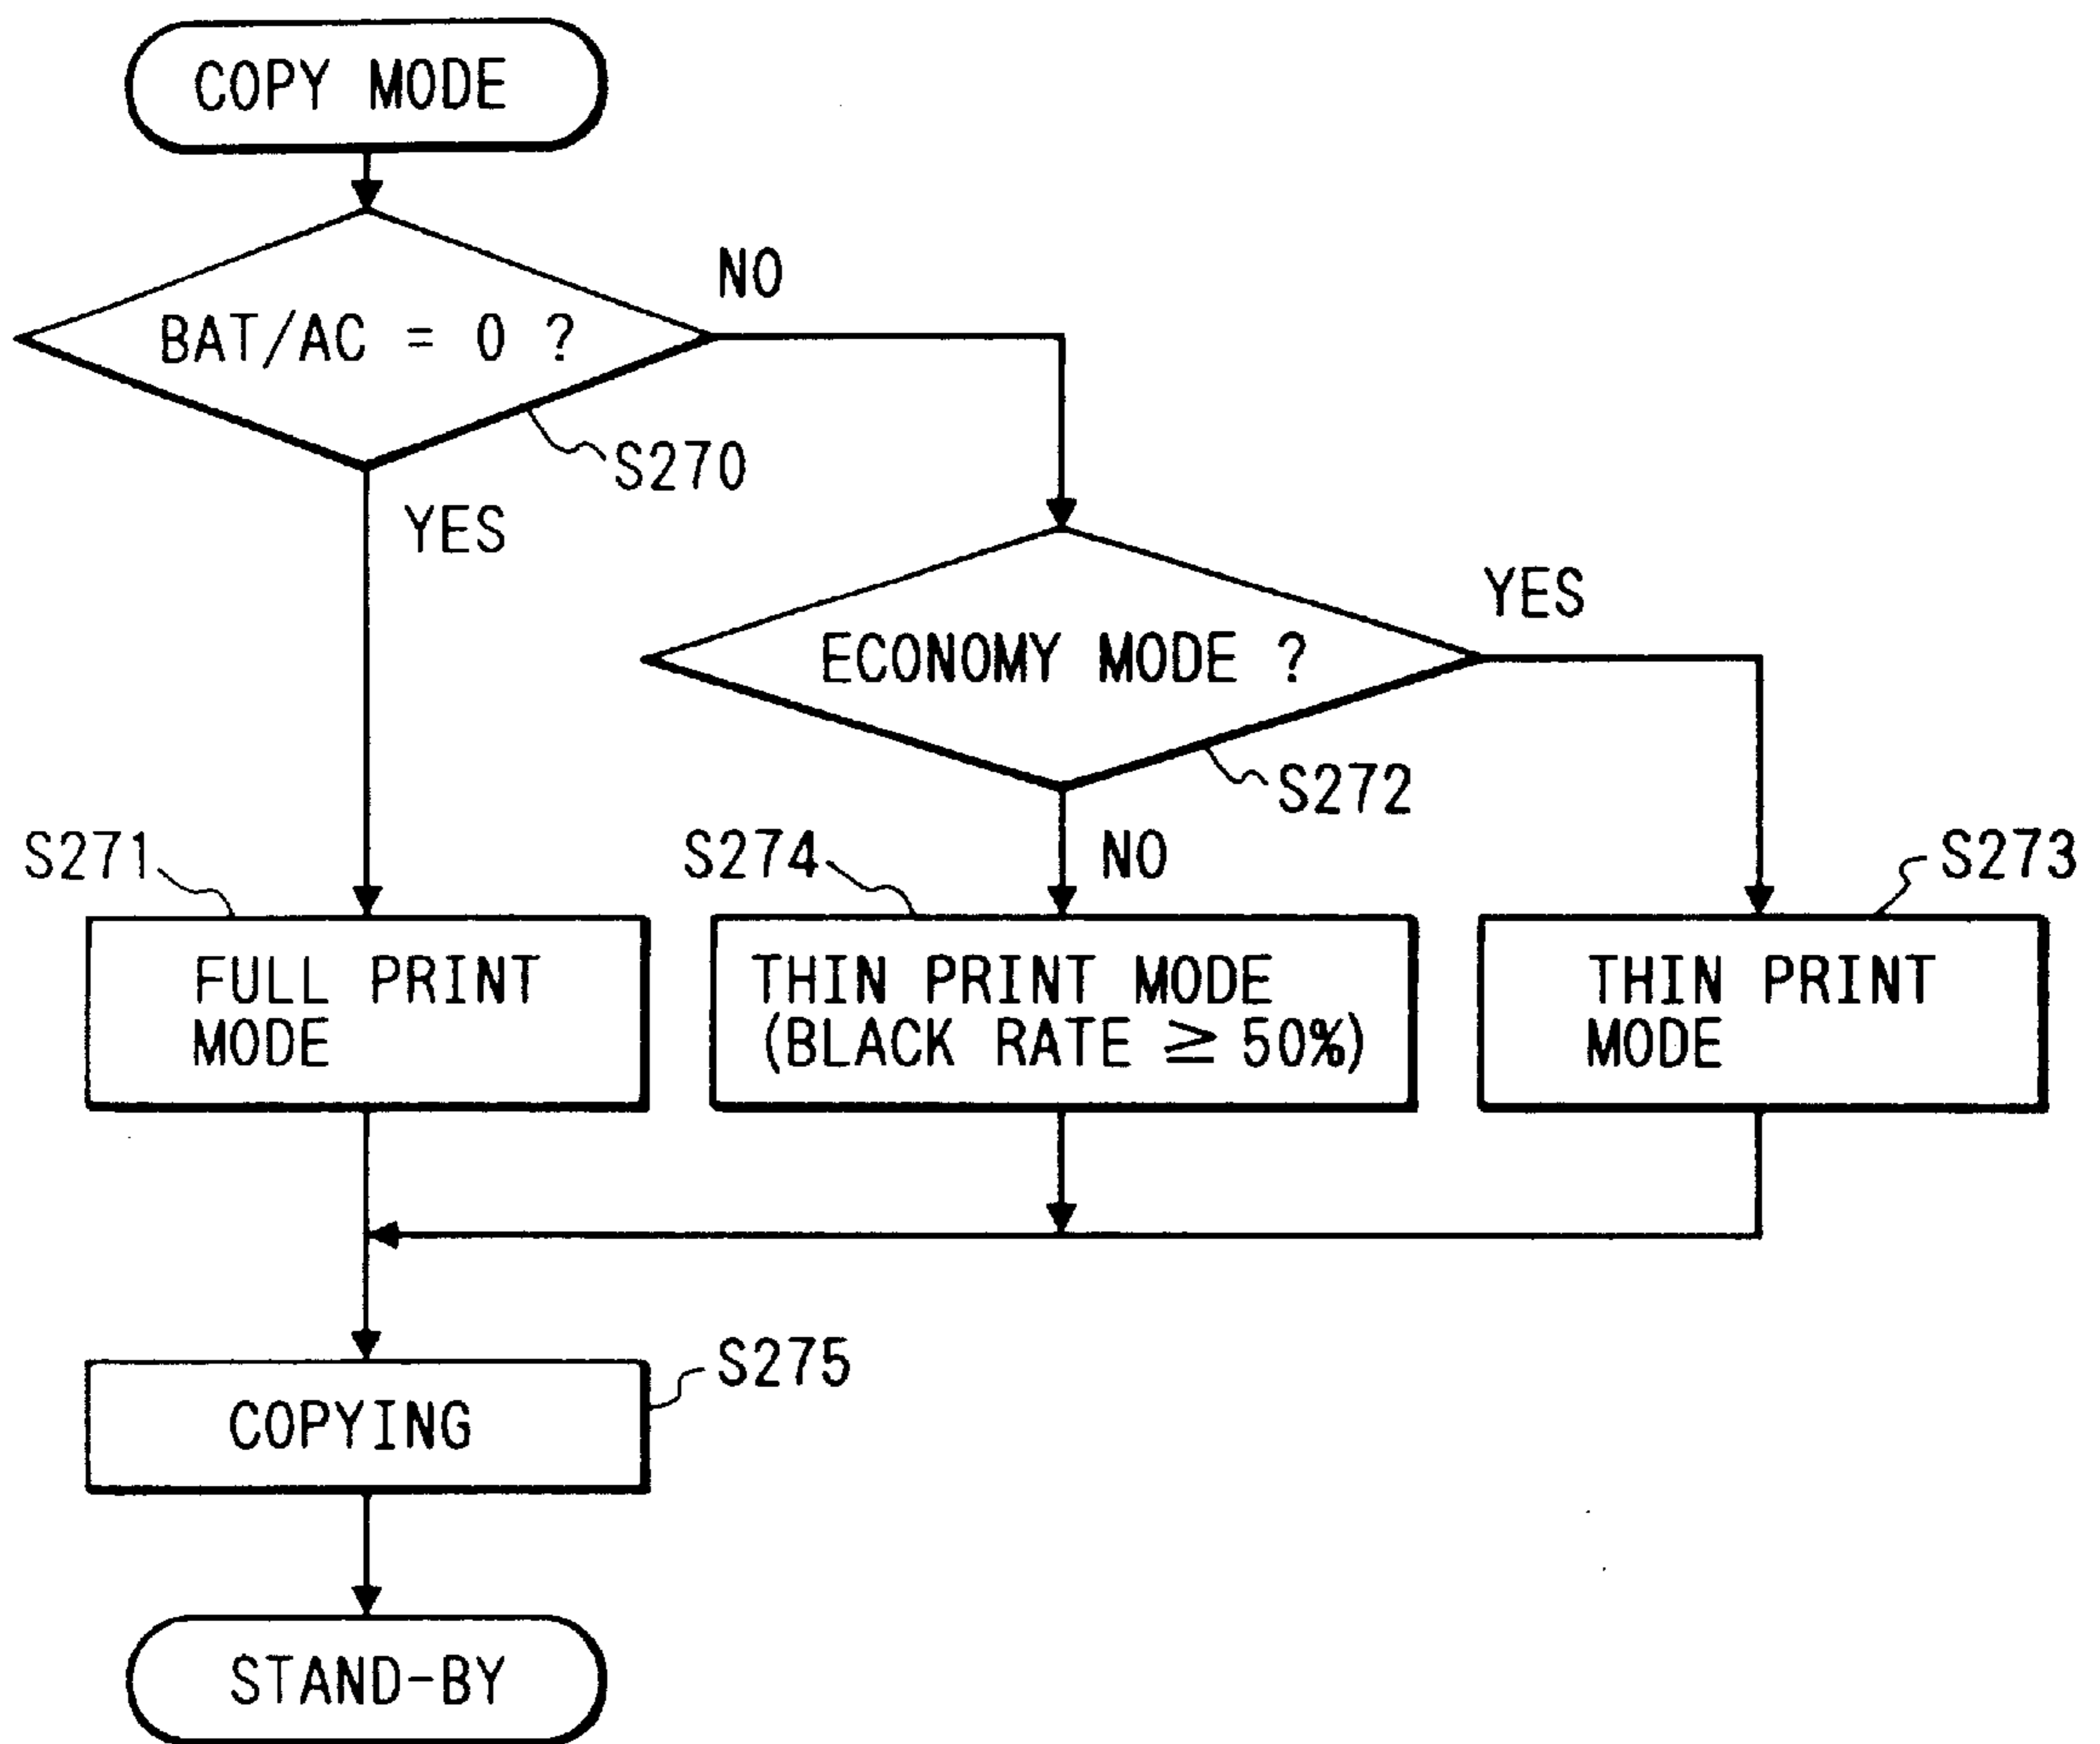 COPY MODE
NO
BAT/AC = 0 ?
S270
YES
YES
ECONOMY MODE ?
S272
S271
S274
NO
S273
FULL PRINT
MODE
THIN PRINT MODE
(BLACK RATE ≥ 50%)
THIN PRINT
MODE
S275
COPYING
STAND-BY